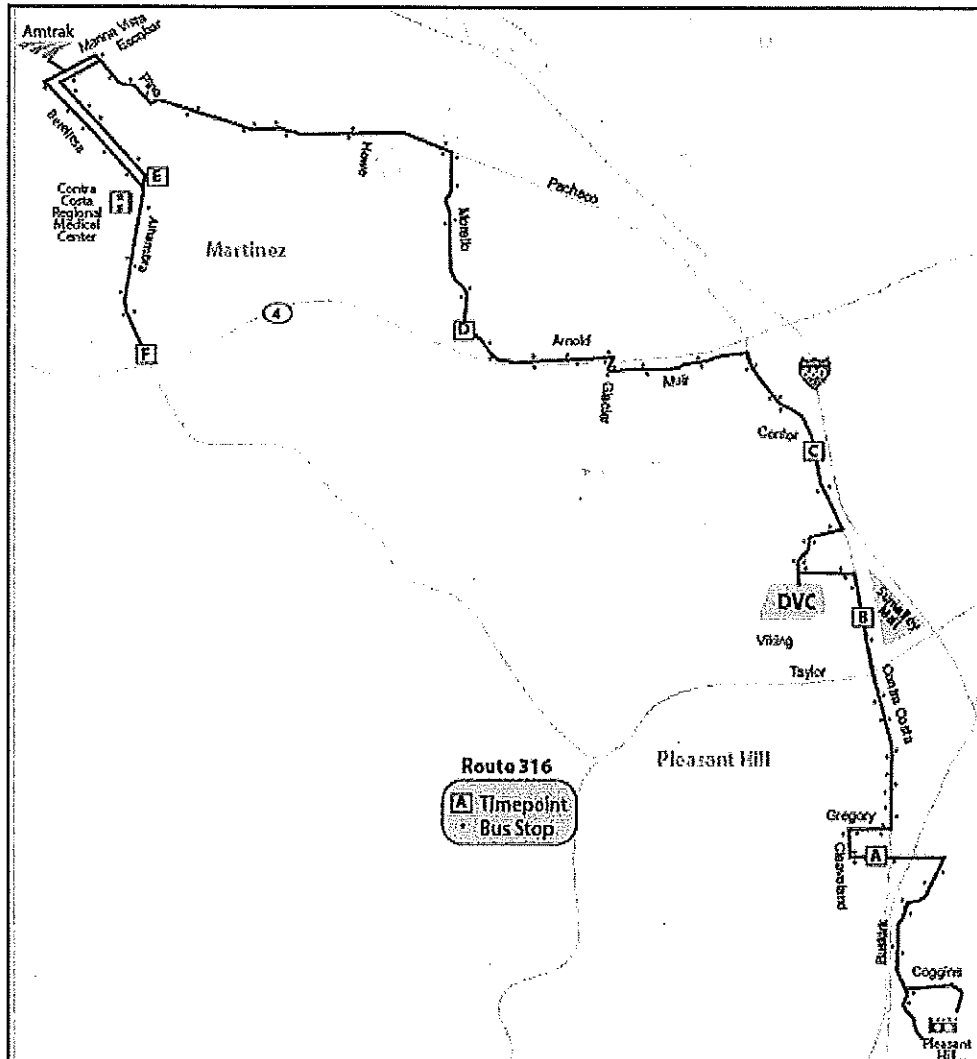 Amtrak
Marina Vista
Escobar
Pine
Berrellesa
E
Contra
Costa
Regional
Medical
Center
Alhambra
F
Martinez
4
Howe
Pacheco
Morello
D
Arnold
Glacier
Muir
Center
C
DVC
B
Viking
Taylor
Contra Costa
Pleasant Hill
Route 316
A Timepoint
Bus Stop
Gregory
A
Cleaveland
Coggins
Pleasant
Hill